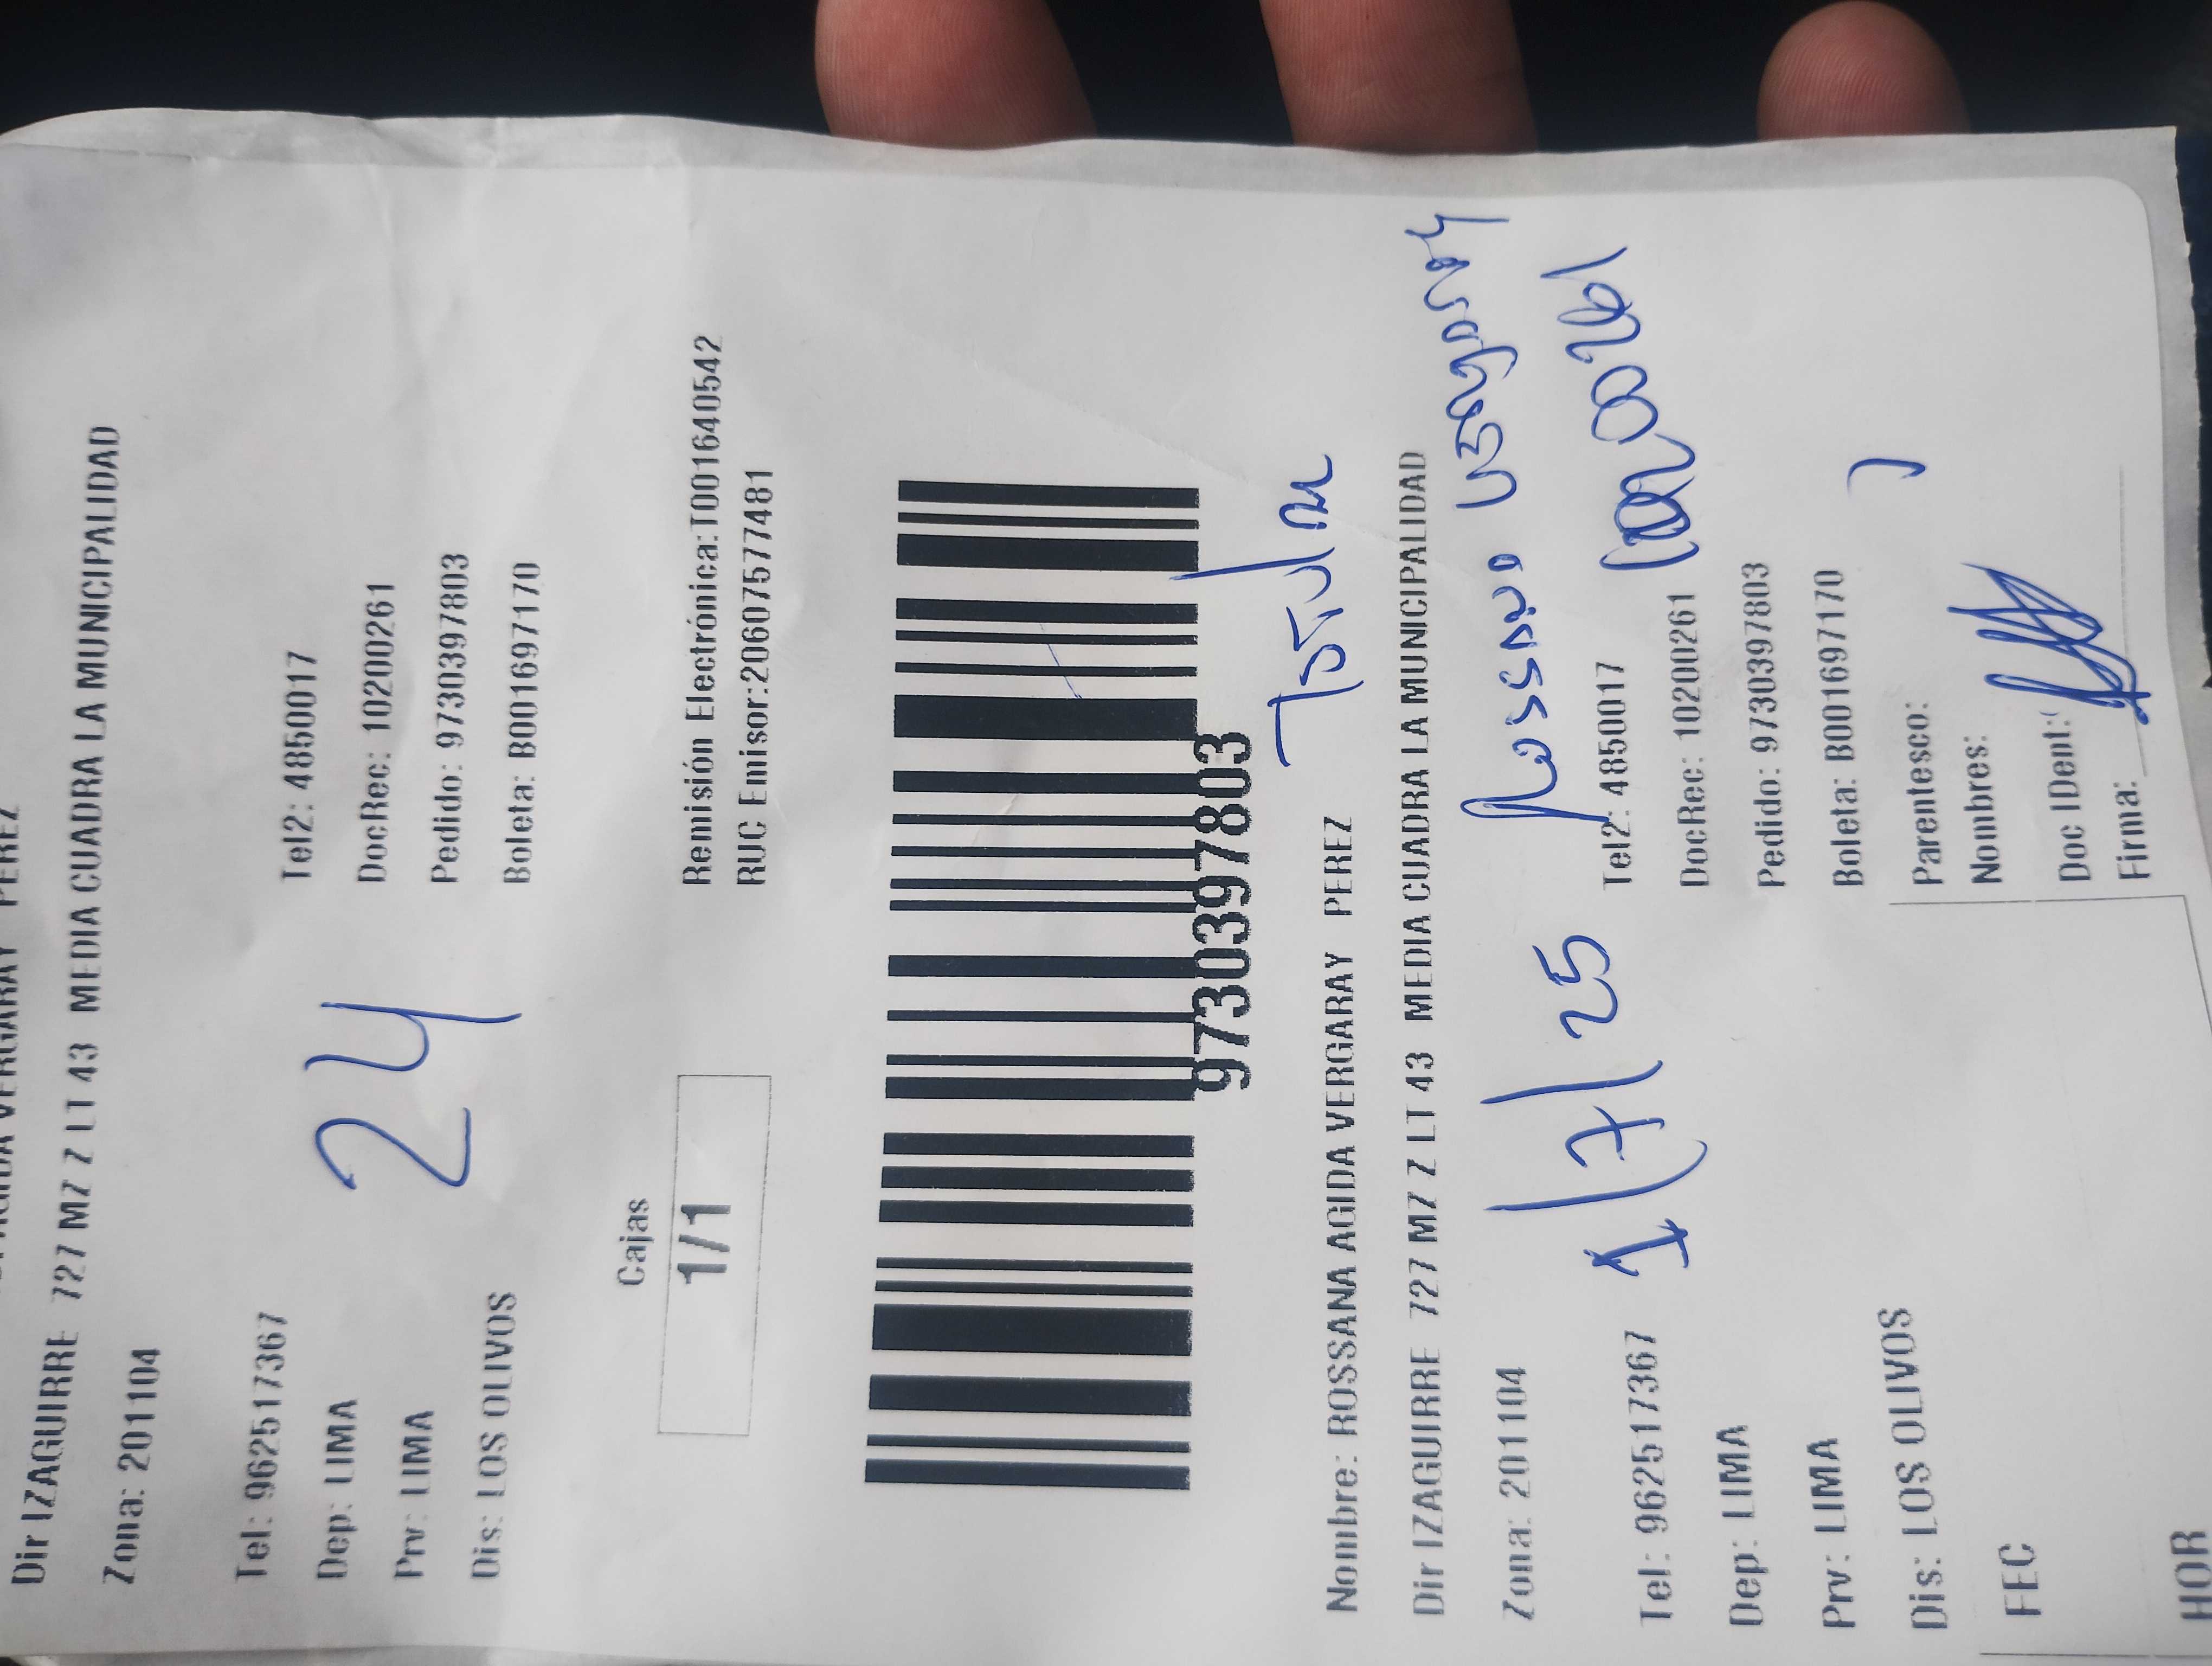 PEREZ
Dir IZAGUIRRE 727 MZ Z LT 43 MEDIA CUADRA LA MUNICIPALIDAD
Zona: 201104
Tel: 962517367 Tel2: 4850017
Dep: LIMA DocRec: 10200261
Prv: LIMA Pedido: 9730397803
Dis: LOS OLIVOS Boleta: B001697170
24
Cajas
1/1
Remisión Electrónica:T001640542
RUC Emisor:20607577481
9730397803
Nombre: ROSSANA AGIDA VERGARAY PEREZ
Dir IZAGUIRRE 727 MZ Z LT 43 MEDIA CUADRA LA MUNICIPALIDAD
Rossana Vergaray
Zona: 201104
1/7/25
Tel: 962517367 Tel2: 4850017
Dep: LIMA DocRec: 10200261
Prv: LIMA Pedido: 9730397803
Dis: LOS OLIVOS Boleta: B001697170
Parentesco:
FEC Nombres:
Doc IDent:
HOR Firma: